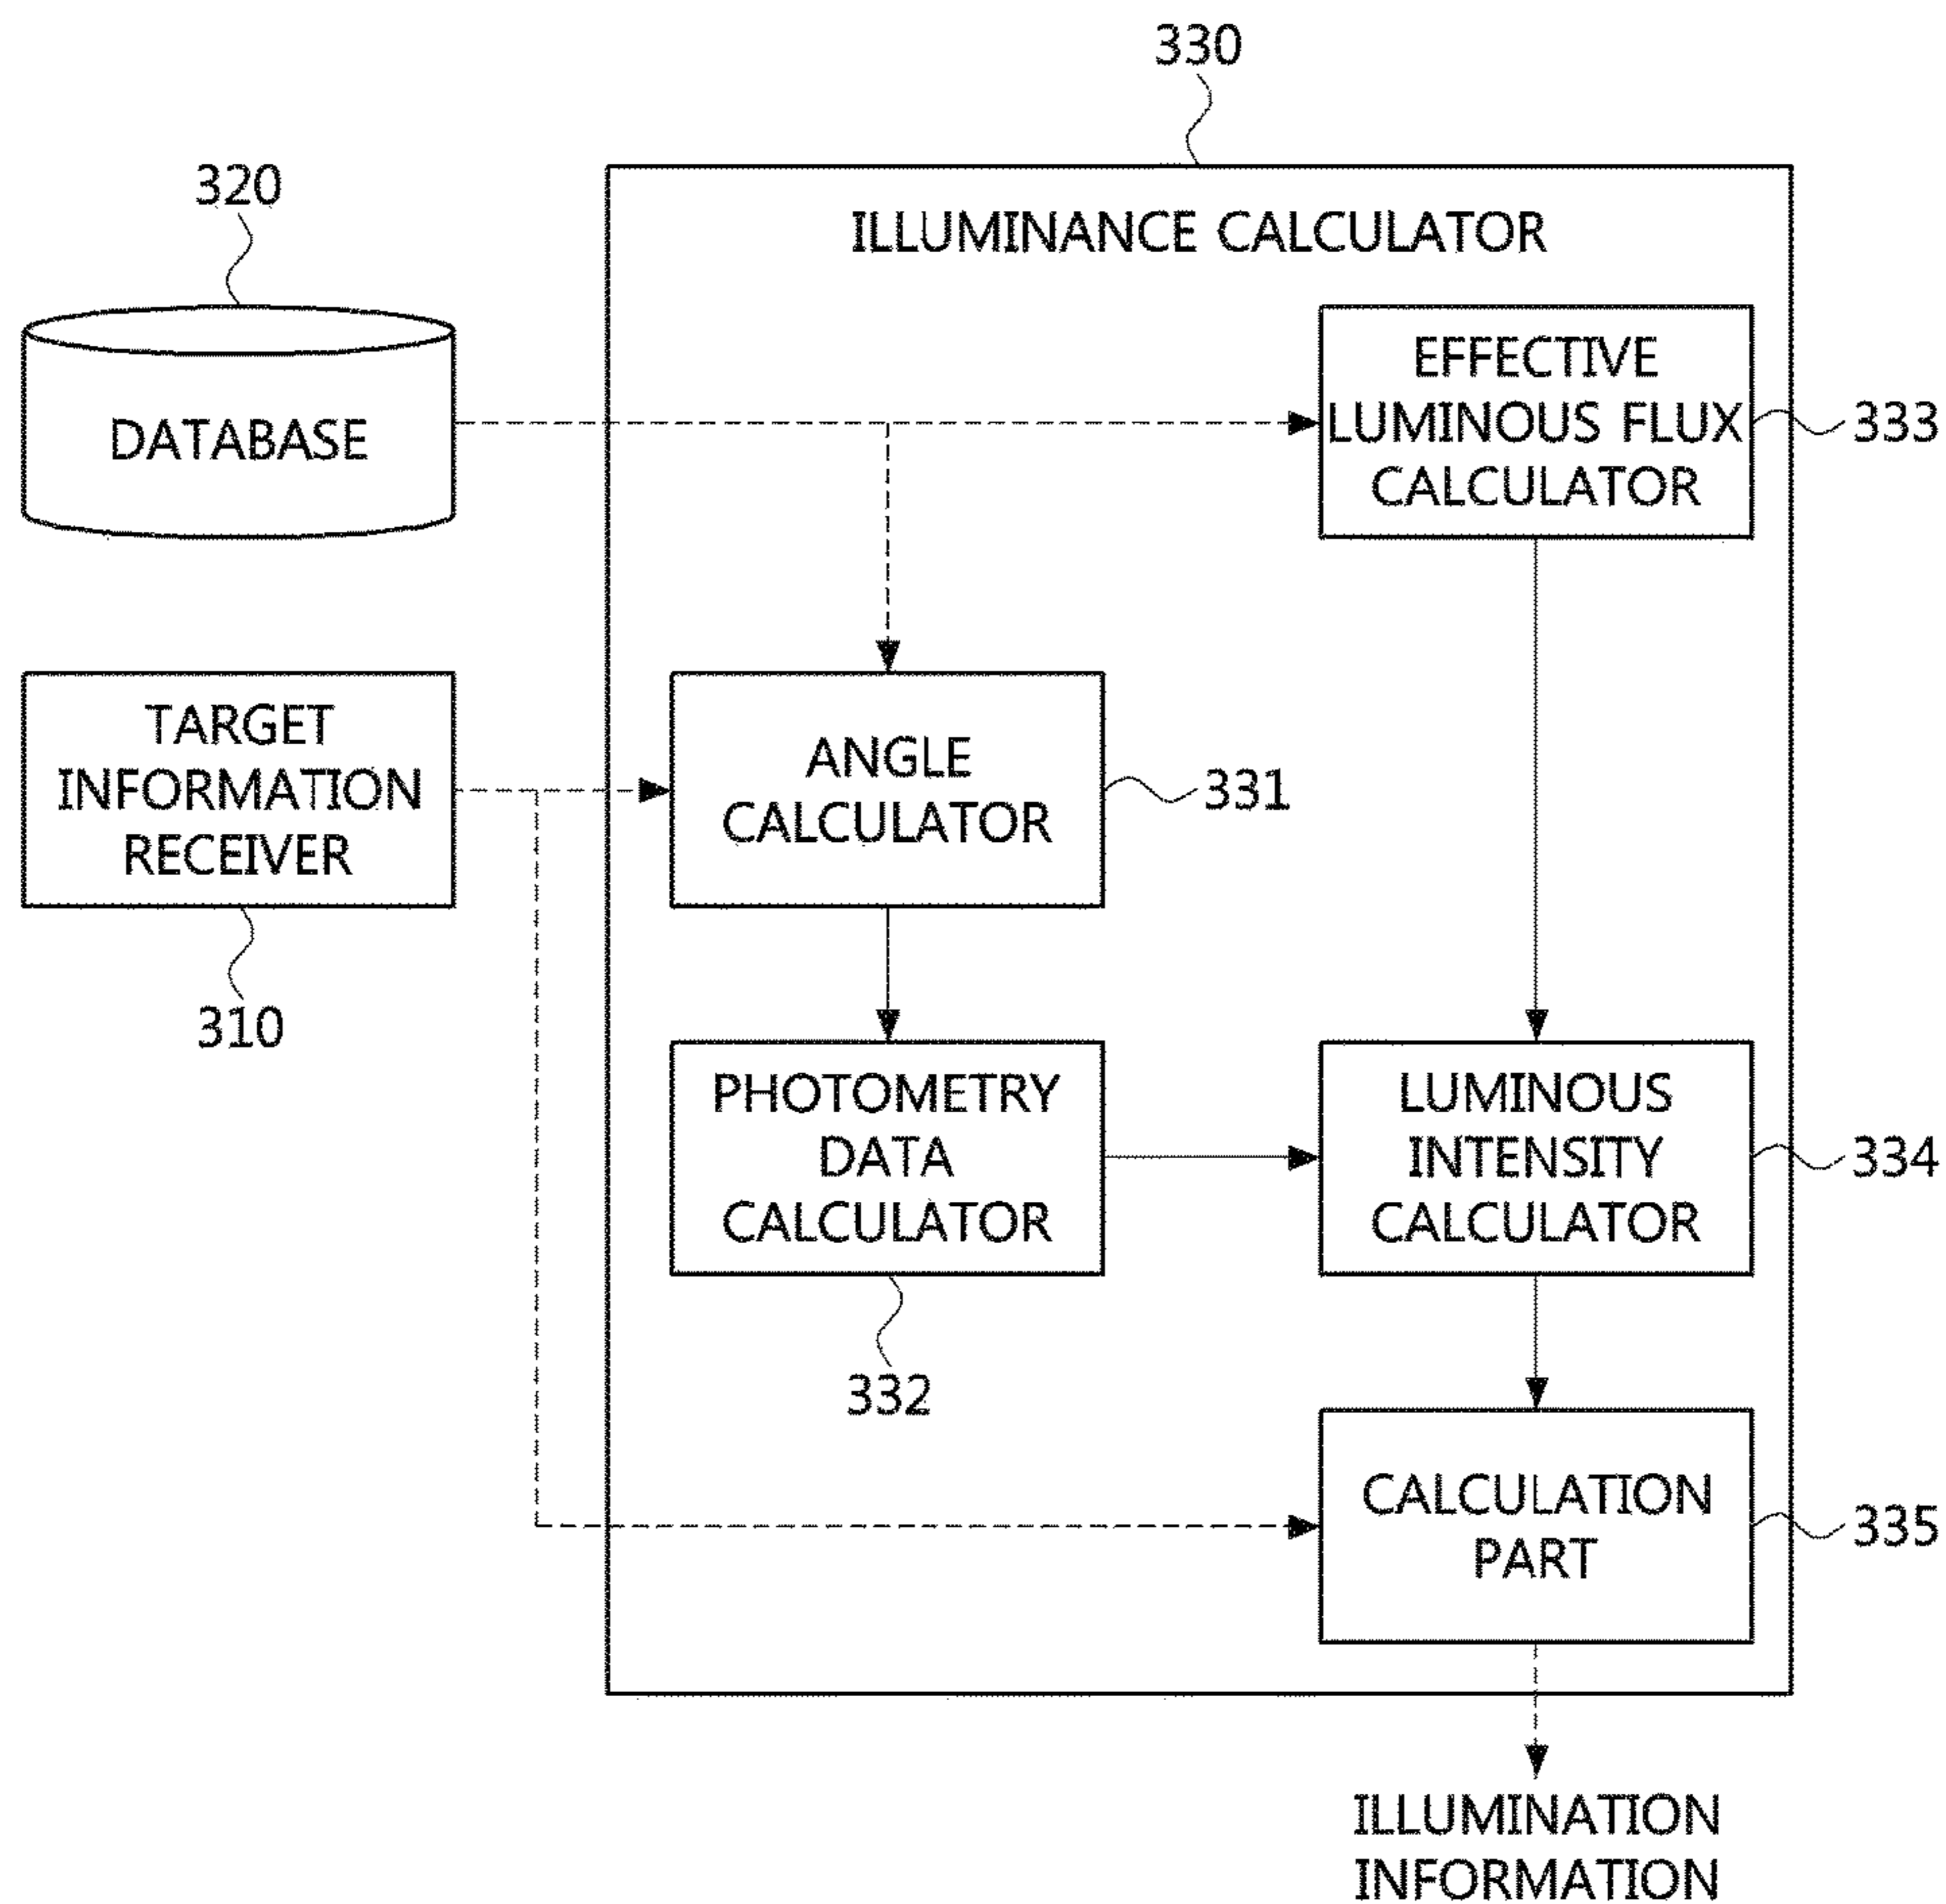 330
320
ILLUMINANCE CALCULATOR
DATABASE
EFFECTIVE
LUMINOUS FLUX
CALCULATOR
333
TARGET
INFORMATION
RECEIVER
310
ANGLE
CALCULATOR
331
PHOTOMETRY
DATA
CALCULATOR
332
LUMINOUS
INTENSITY
CALCULATOR
334
CALCULATION
PART
335
ILLUMINATION
INFORMATION